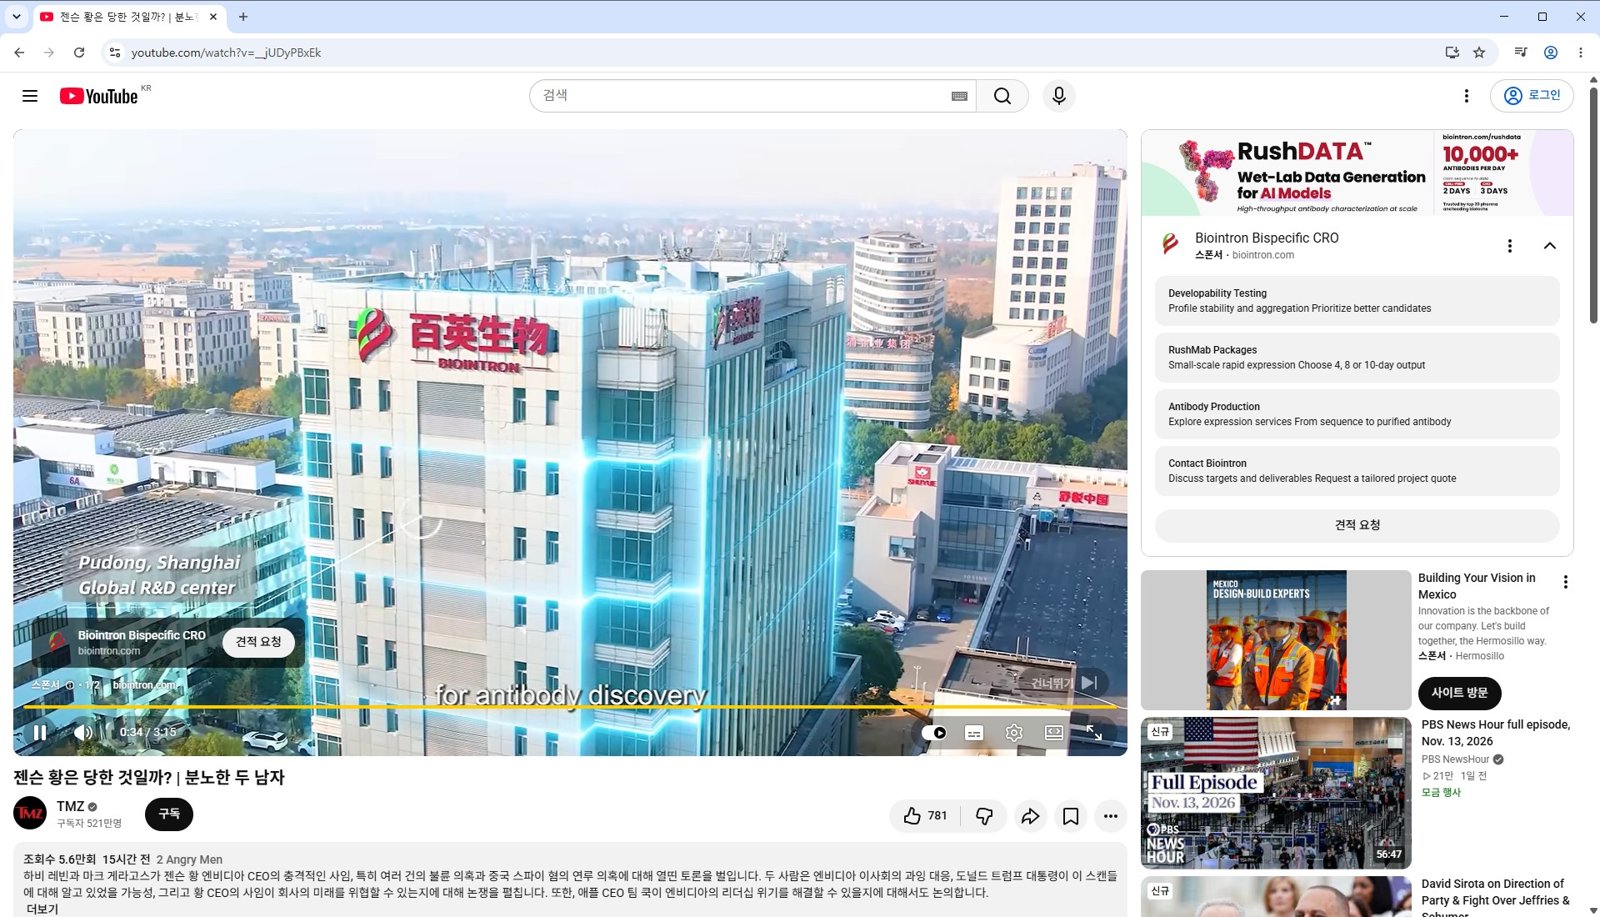 젠슨 황은 당한 것일까? | 분노한
youtube.com/watch?v=__jUDyPBxEk
YouTube KR
검색
로그인
百英生物
BIOINTRON
SHUYUE
6A
Pudong, Shanghai
Global R&D center
Biointron Bispecific CRO
biointron.com
견적 요청
스폰서 · 1/2 · biointron.com
for antibody discovery
건너뛰기
0:34 / 3:15
젠슨 황은 당한 것일까? | 분노한 두 남자
TMZ
구독자 521만명
구독
781
조회수 5.6만회 15시간 전 2 Angry Men
하비 레빈과 마크 게라고스가 젠슨 황 엔비디아 CEO의 충격적인 사임, 특히 여러 건의 불륜 의혹과 중국 스파이 혐의 연루 의혹에 대해 열띤 토론을 벌입니다. 두 사람은 엔비디아 이사회의 과잉 대응, 도널드 트럼프 대통령이 이 스캔들
에 대해 알고 있었을 가능성, 그리고 황 CEO의 사임이 회사의 미래를 위협할 수 있는지에 대해 논쟁을 펼칩니다. 또한, 애플 CEO 팀 쿡이 엔비디아의 리더십 위기를 해결할 수 있을지에 대해서도 논의합니다.
더보기
RushDATA™
Wet-Lab Data Generation
for AI Models
High-throughput antibody characterization at scale
biointron.com/rushdata
10,000+
ANTIBODIES PER DAY
2 DAYS 3 DAYS
Trusted by top 20 pharma
and leading biotechs
Biointron Bispecific CRO
스폰서 · biointron.com
Developability Testing
Profile stability and aggregation Prioritize better candidates
RushMab Packages
Small-scale rapid expression Choose 4, 8 or 10-day output
Antibody Production
Explore expression services From sequence to purified antibody
Contact Biointron
Discuss targets and deliverables Request a tailored project quote
견적 요청
MEXICO
DESIGN-BUILD EXPERTS
Building Your Vision in
Mexico
Innovation is the backbone of
our company. Let's build
together, the Hermosillo way.
스폰서 · Hermosillo
사이트 방문
신규
Full Episode
Nov. 13, 2026
PBS
NEWS
HOUR
56:47
PBS News Hour full episode,
Nov. 13, 2026
PBS NewsHour
21만 1일 전
모금 행사
신규
David Sirota on Direction of
Party & Fight Over Jeffries &
Schumer